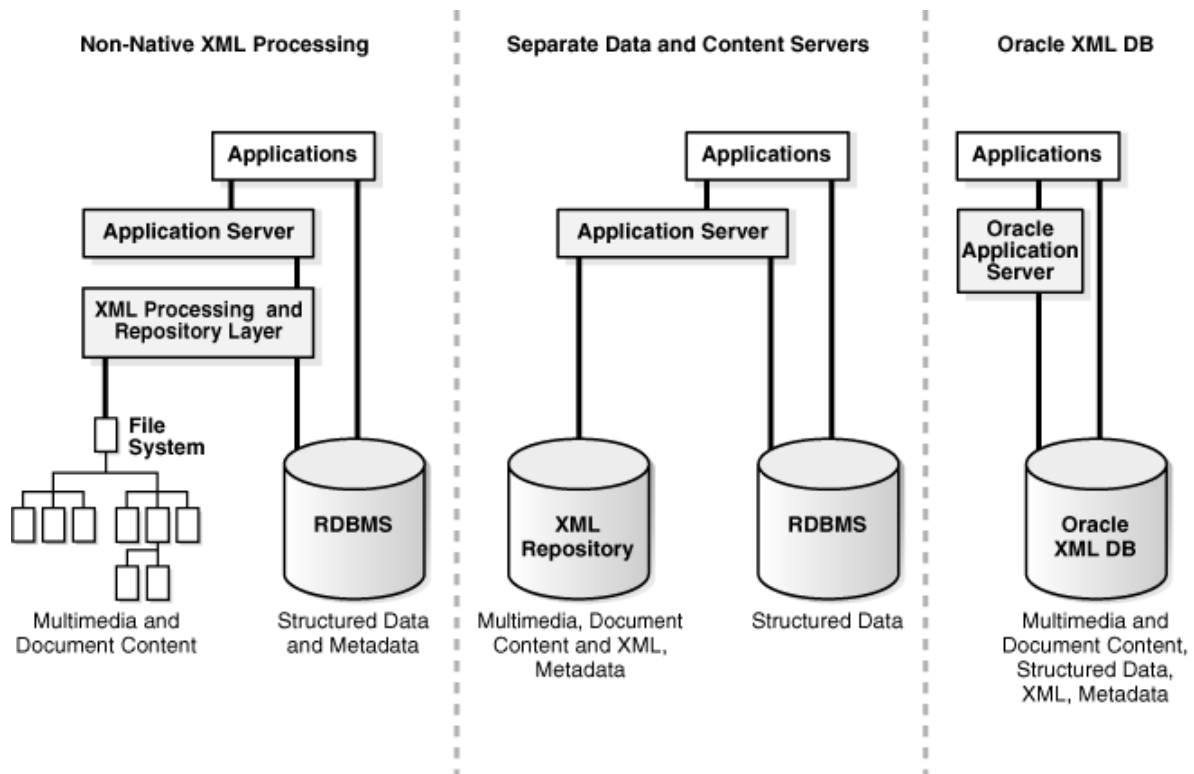 Non-Native XML Processing
Applications
Application Server
XML Processing and
Repository Layer
File
System
RDBMS
Multimedia and
Document Content
Structured Data
and Metadata
Separate Data and Content Servers
Applications
Application Server
XML
Repository
RDBMS
Multimedia, Document
Content and XML,
Metadata
Structured Data
Oracle XML DB
Applications
Oracle
Application
Server
Oracle
XML DB
Multimedia and
Document Content,
Structured Data,
XML, Metadata